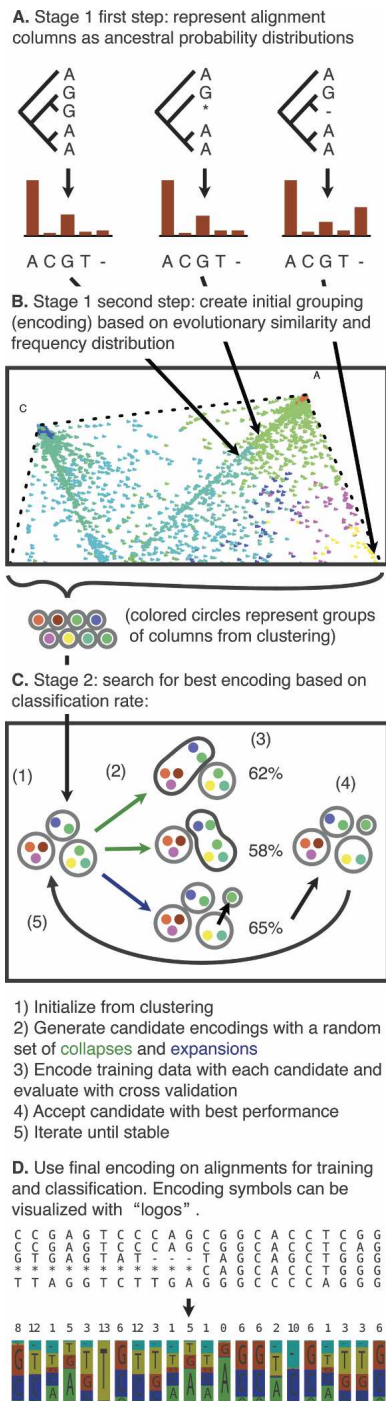 A. Stage 1 first step: represent alignment
columns as ancestral probability distributions
A A A
G G G
G * -
A A A
A A A
A C G T - A C G T - A C G T -
B. Stage 1 second step: create initial grouping
(encoding) based on evolutionary similarity and
frequency distribution
A
C
(colored circles represent groups
of columns from clustering)
C. Stage 2: search for best encoding based on
classification rate:
(1) (2) (3)
62%
(4)
58%
(5)
65%
1) Initialize from clustering
2) Generate candidate encodings with a random
set of collapses and expansions
3) Encode training data with each candidate and
evaluate with cross validation
4) Accept candidate with best performance
5) Iterate until stable
D. Use final encoding on alignments for training
and classification. Encoding symbols can be
visualized with "logos".
C C G A G T C C C A G C G G C A C C T C G G
C C G A G T C C C A G C G G C A C C T C A G
G T G T A T - - - T A G C A G C T G G
* * * * * * * * * * C A G C A C C G G G
T T A G G T C T T G A G G G C C C C A G G G
8 12 1 5 3 13 6 12 3 1 5 1 0 6 6 2 10 6 1 3 3 6